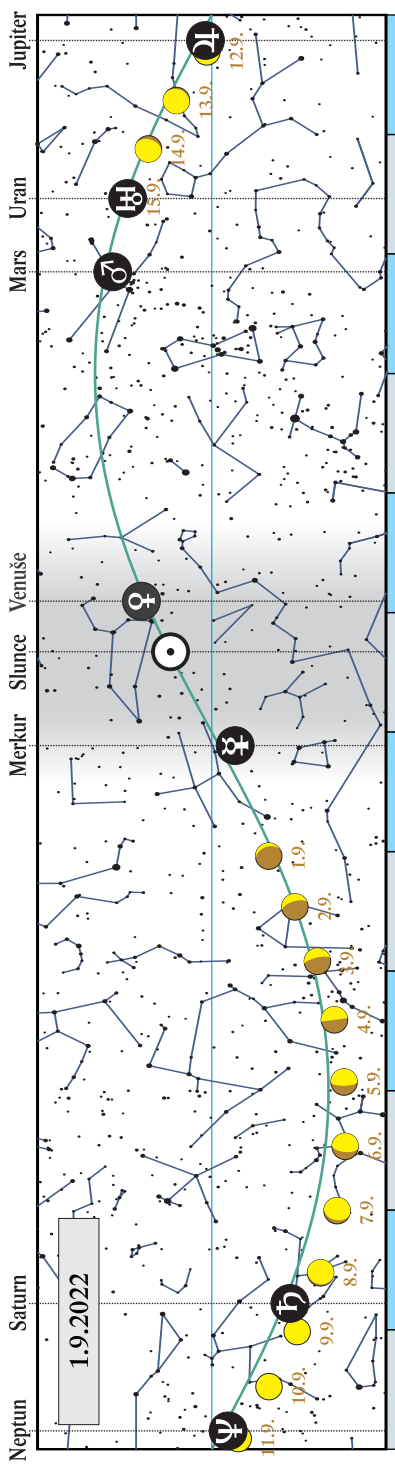 Neptun
Saturn
Merkur
Slunce
Venuše
Mars
Uran
Jupiter
1.9.2022
11.9.
10.9.
9.9.
8.9.
7.9.
6.9.
5.9.
4.9.
3.9.
2.9.
1.9.
15.9.
14.9.
13.9.
12.9.